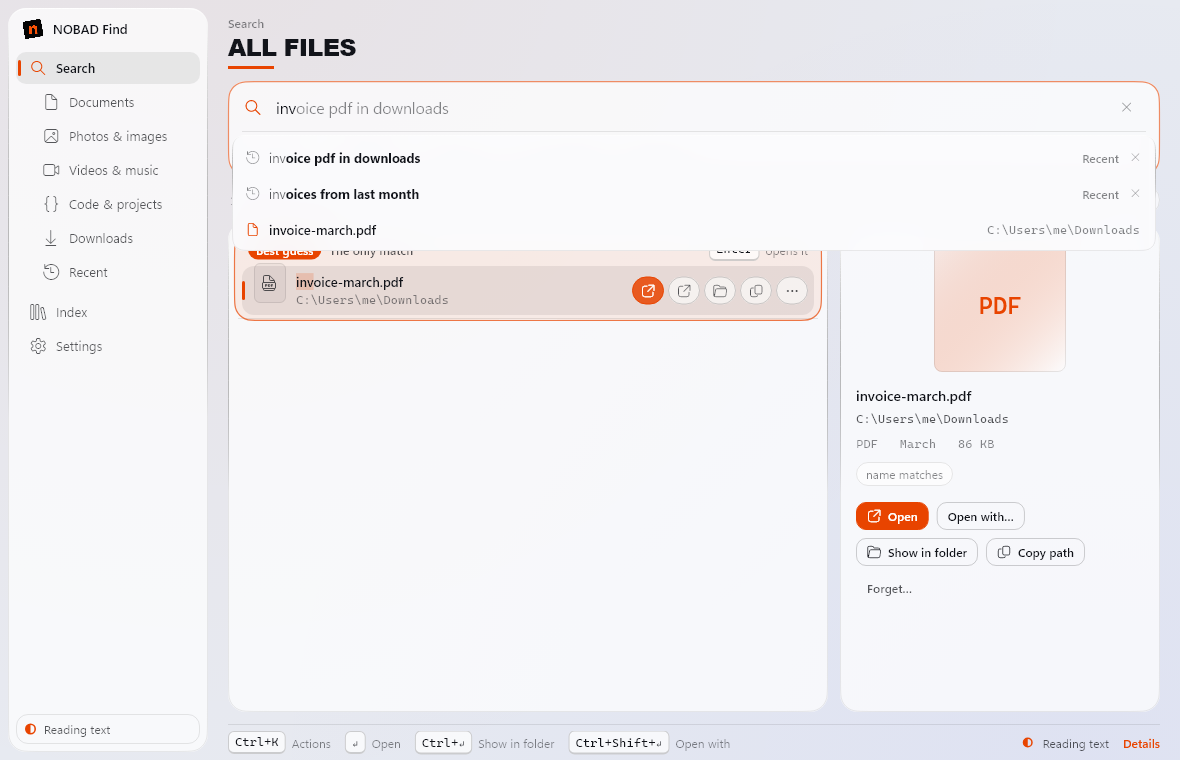 NOBAD Find
Search
Documents
Photos & images
Videos & music
Code & projects
Downloads
Recent
Index
Settings
Reading text
Search
ALL FILES
invoice pdf in downloads
invoice pdf in downloads Recent
invoices from last month Recent
invoice-march.pdf C:\Users\me\Downloads
Best guess The only match Enter opens it
invoice-march.pdf
C:\Users\me\Downloads
PDF
PDF
invoice-march.pdf
C:\Users\me\Downloads
PDF March 86 KB
name matches
Open Open with...
Show in folder Copy path
Forget...
Ctrl+K Actions ↵ Open Ctrl+↵ Show in folder Ctrl+Shift+↵ Open with
Reading text Details